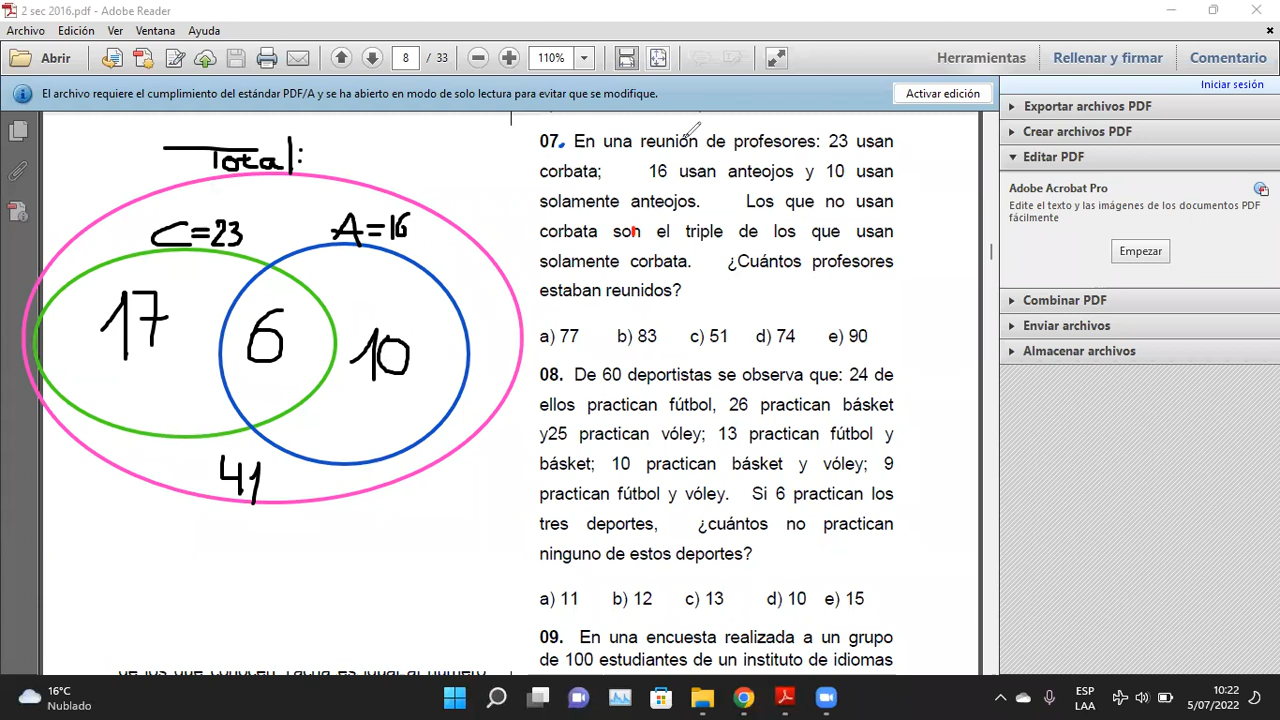 2 sec 2016.pdf - Adobe Reader
Archivo Edición Ver Ventana Ayuda
Abrir 8 / 33 110% Herramientas Rellenar y firmar Comentario
El archivo requiere el cumplimiento del estándar PDF/A y se ha abierto en modo de solo lectura para evitar que se modifique. Activar edición
Iniciar sesión
Exportar archivos PDF
Crear archivos PDF
Editar PDF
Adobe Acrobat Pro
Edite el texto y las imágenes de los documentos PDF
fácilmente
Empezar
Combinar PDF
Enviar archivos
Almacenar archivos
Total:
C=23 A=16
17 6 10
41
07. En una reunión de profesores: 23 usan
corbata; 16 usan anteojos y 10 usan
solamente anteojos. Los que no usan
corbata son el triple de los que usan
solamente corbata. ¿Cuántos profesores
estaban reunidos?
a) 77 b) 83 c) 51 d) 74 e) 90
08. De 60 deportistas se observa que: 24 de
ellos practican fútbol, 26 practican básket
y25 practican vóley; 13 practican fútbol y
básket; 10 practican básket y vóley; 9
practican fútbol y vóley. Si 6 practican los
tres deportes, ¿cuántos no practican
ninguno de estos deportes?
a) 11 b) 12 c) 13 d) 10 e) 15
09. En una encuesta realizada a un grupo
de 100 estudiantes de un instituto de idiomas
16°C
Nublado
ESP
LAA
10:22
5/07/2022